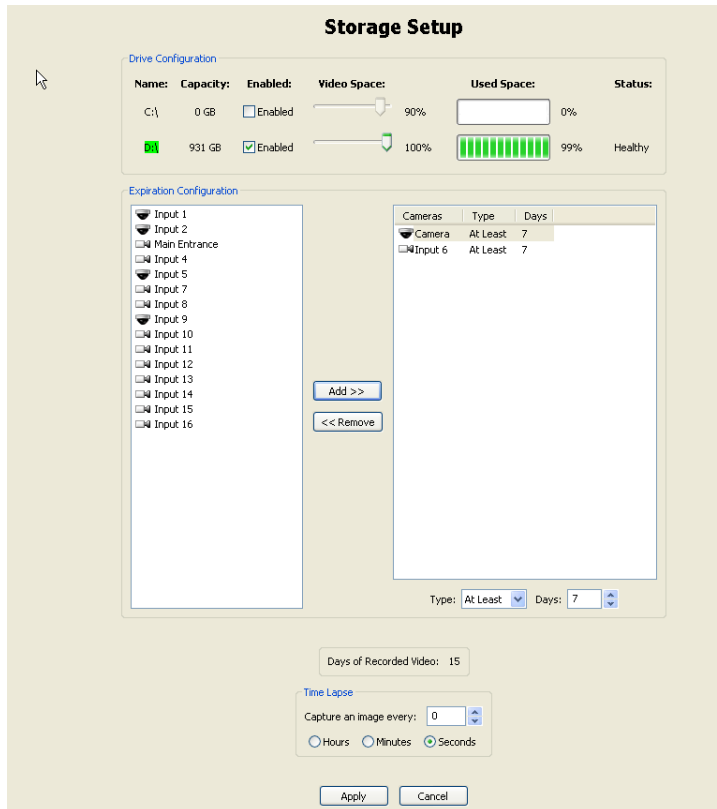 Storage Setup
Drive Configuration
Name: Capacity: Enabled: Video Space: Used Space: Status:
C:\ 0 GB Enabled 90% 0%
D:\ 931 GB Enabled 100% 99% Healthy
Expiration Configuration
Input 1
Input 2
Main Entrance
Input 4
Input 5
Input 7
Input 8
Input 9
Input 10
Input 11
Input 12
Input 13
Input 14
Input 15
Input 16
Add >>
<< Remove
Cameras Type Days
Camera At Least 7
Input 6 At Least 7
Type: At Least Days: 7
Days of Recorded Video: 15
Time Lapse
Capture an image every: 0
Hours Minutes Seconds
Apply Cancel